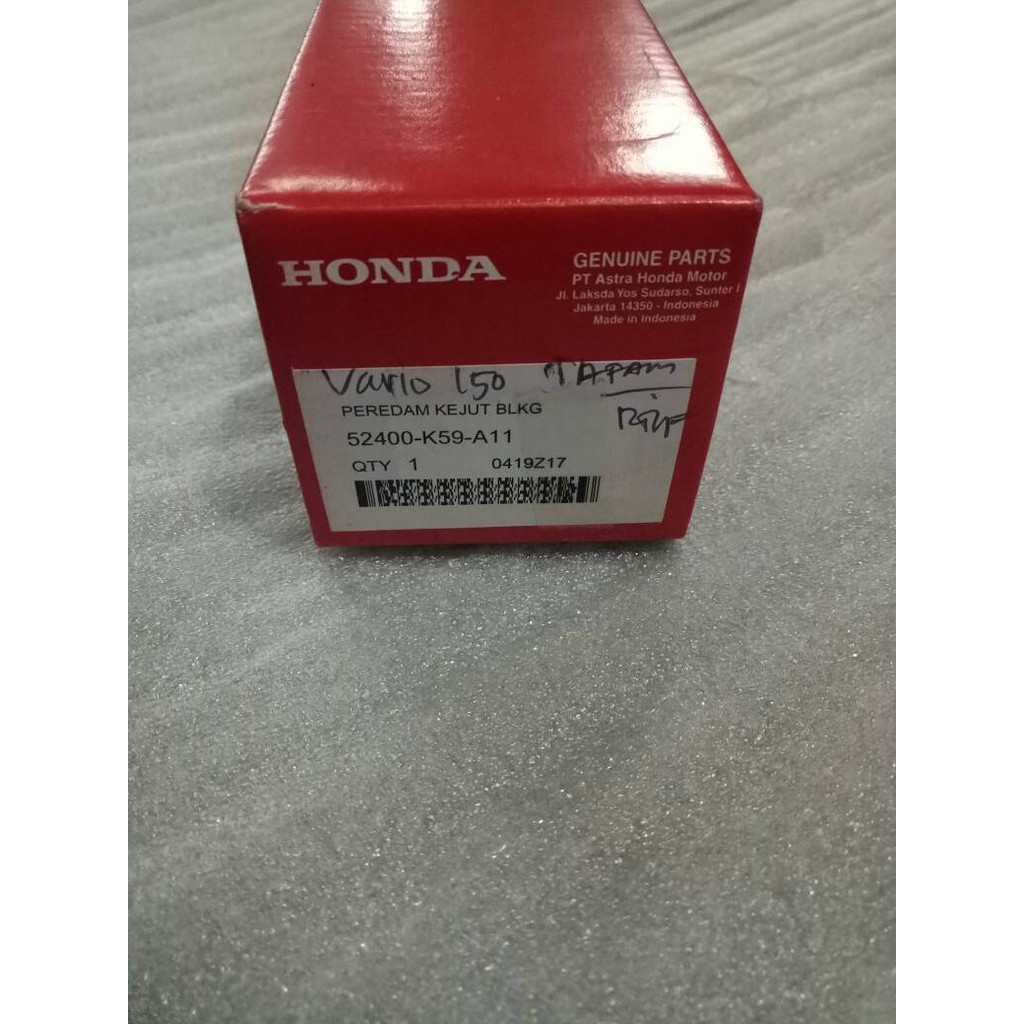 HONDA
GENUINE PARTS
PT Astra Honda Motor
Jl. Laksda Yos Sudarso, Sunter I
Jakarta 14350 - Indonesia
Made in Indonesia
Vario 150
PEREDAM KEJUT BLKG
52400-K59-A11
QTY 1 0419Z17